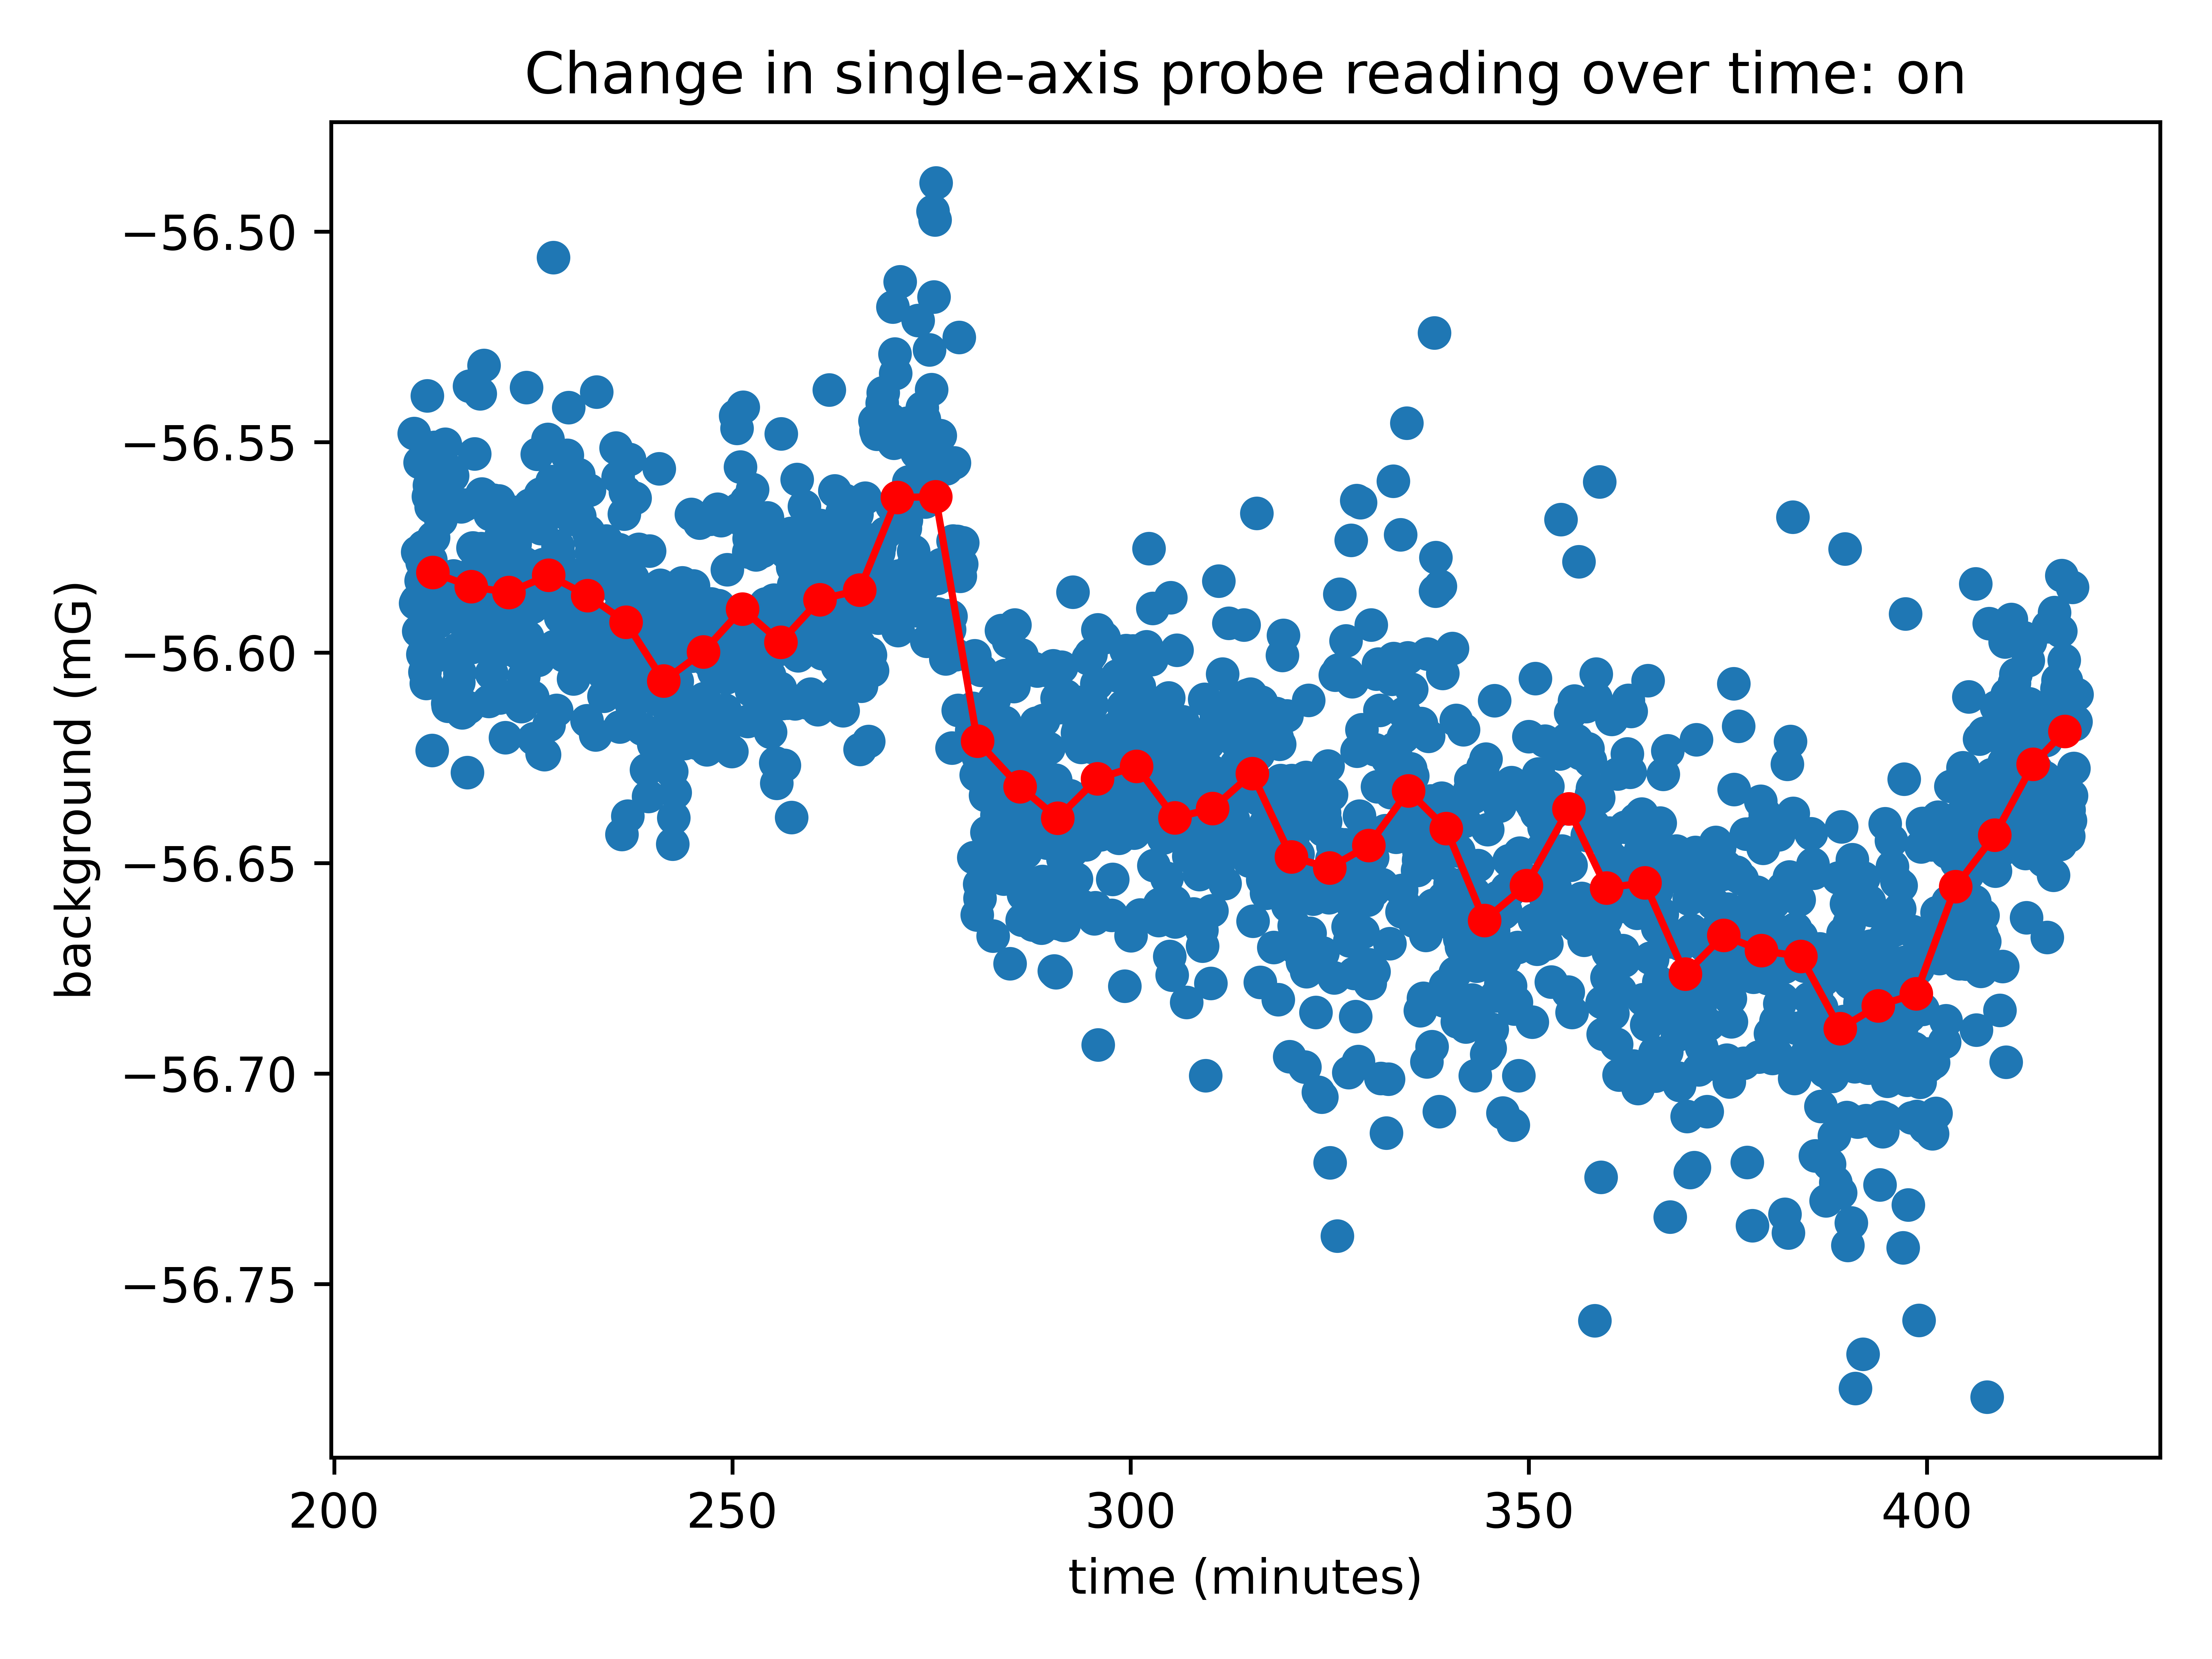 Change in single-axis probe reading over time: on
−56.50
−56.55
−56.60
−56.65
−56.70
−56.75
background (mG)
200 250 300 350 400
time (minutes)